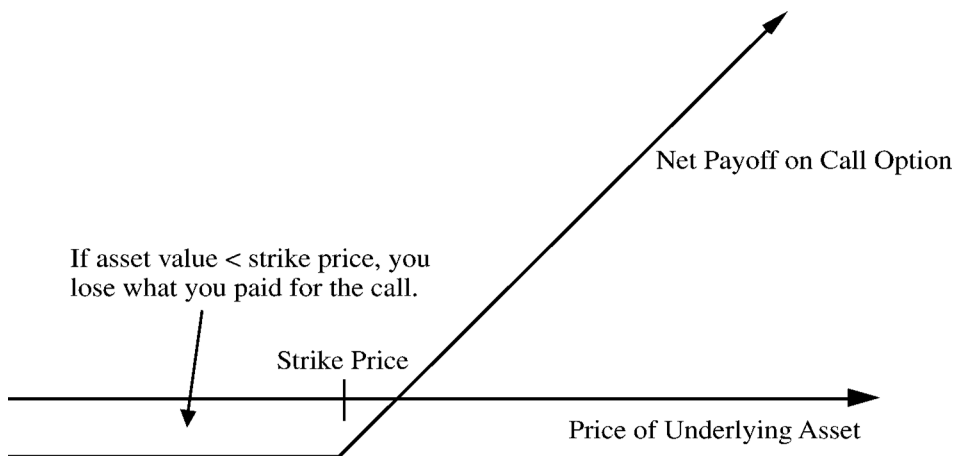 Net Payoff on Call Option
If asset value < strike price, you
lose what you paid for the call.
Strike Price
Price of Underlying Asset